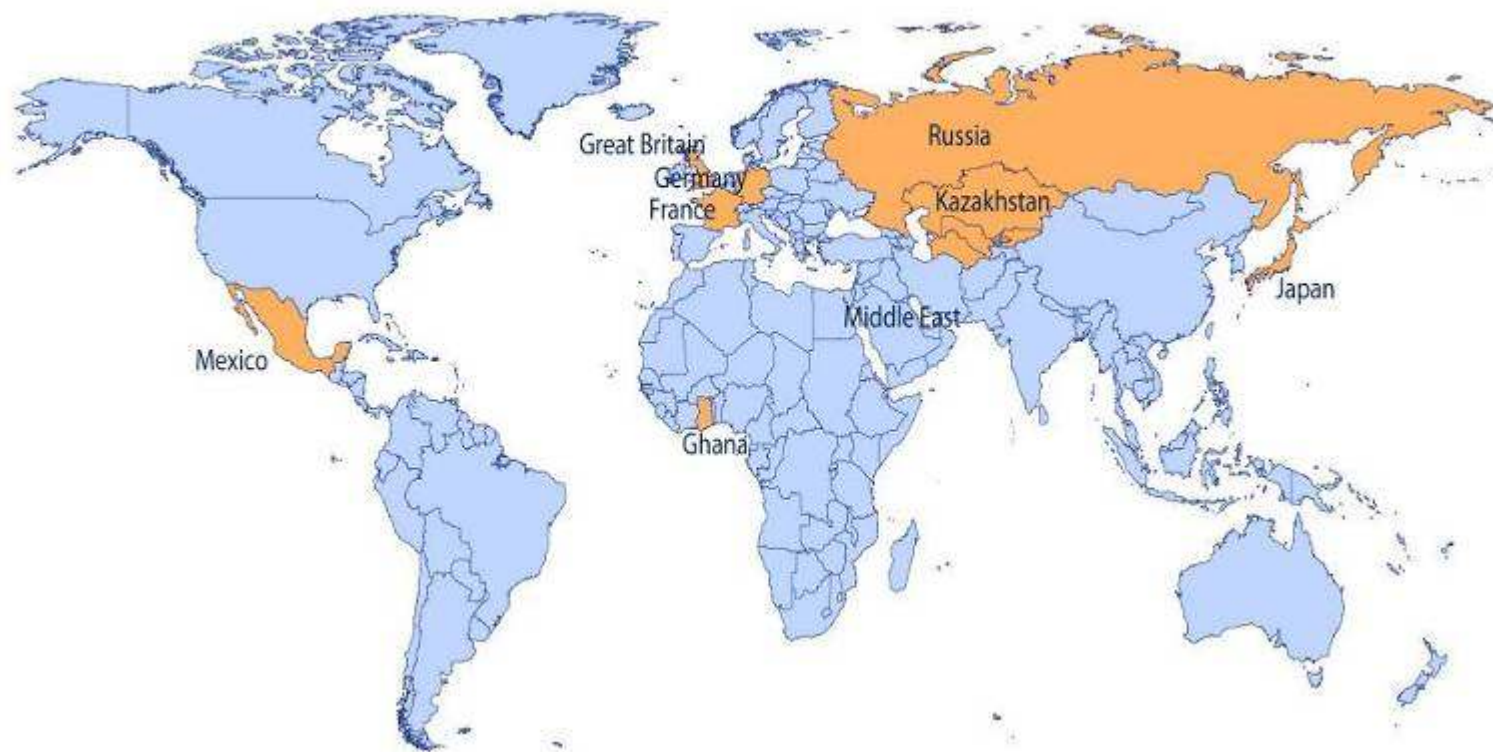 Great Britain
Russia
Germany
Kazakhstan
France
Japan
Middle East
Mexico
Ghana